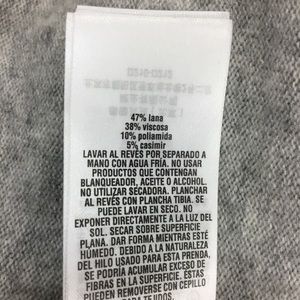 47% lana
38% viscosa
10% poliamida
5% casimir
LAVAR AL REVÉS POR SEPARADO A
MANO CON AGUA FRÍA. NO USAR
PRODUCTOS QUE CONTENGAN
BLANQUEADOR, ACEITE O ALCOHOL.
NO UTILIZAR SECADORA. PLANCHAR
AL REVÉS CON PLANCHA TIBIA. SE
PUEDE LAVAR EN SECO. NO
EXPONER DIRECTAMENTE A LA LUZ DEL
SOL. SECAR SOBRE SUPERFICIE
PLANA. DAR FORMA MIENTRAS ESTÉ
HÚMEDO. DEBIDO A LA NATURALEZA
DEL HILO USADO PARA ESTA PRENDA,
SE PODRÍA ACUMULAR EXCESO DE
FIBRAS EN LA SUPERFICIE. ÉSTAS
PUEDEN REMOVERSE CON CEPILLO
PARA TEJIDOS.